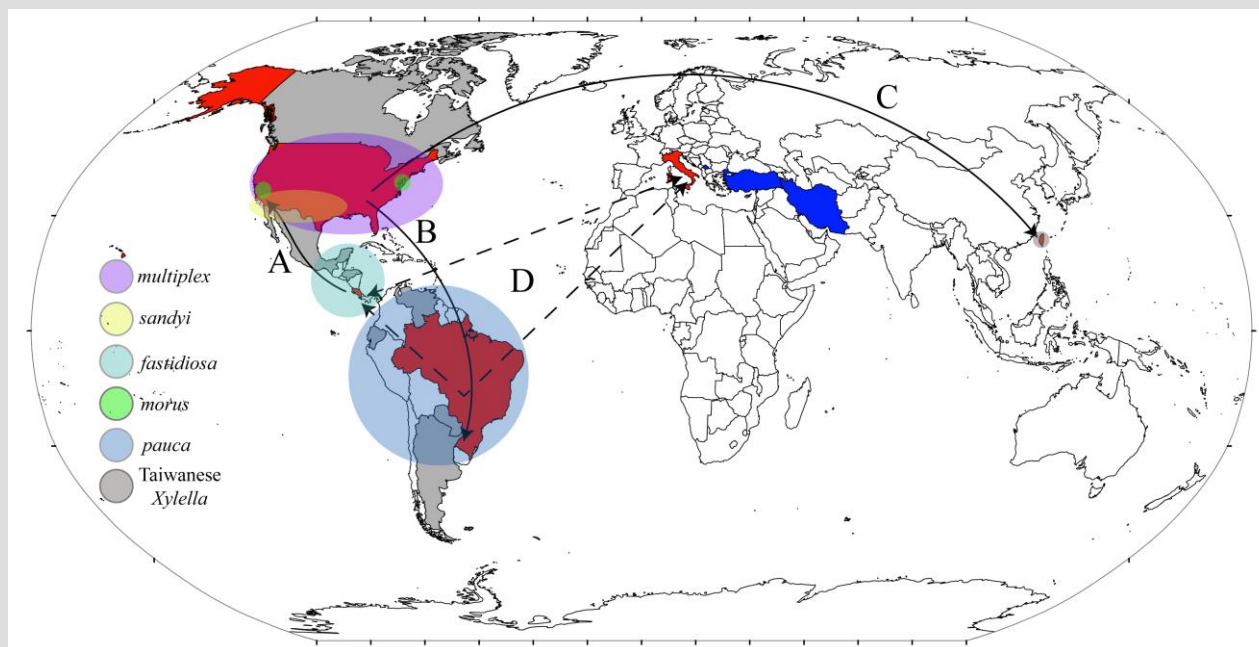 C
B
A
D
multiplex
sandyi
fastidiosa
morus
pauca
Taiwanese
Xylella